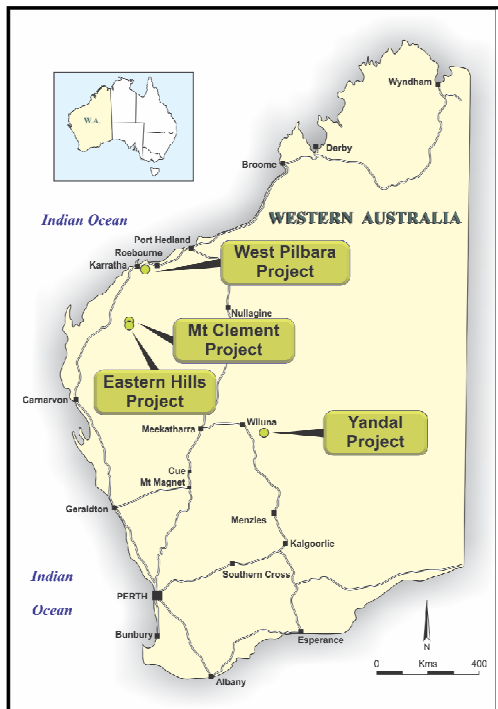 Wyndham
W.A.
Derby
Broome
Indian Ocean
WESTERN AUSTRALIA
Port Hedland
Roebourne
Karratha
West Pilbara
Project
Nullagine
Mt Clement
Project
Eastern Hills
Project
Carnarvon
Meekatharra
Wiluna
Yandal
Project
Cue
Mt Magnet
Geraldton
Menzies
Kalgoorlie
Indian
Ocean
Southern Cross
PERTH
Bunbury
Esperance
N
Albany
0 Kms 400